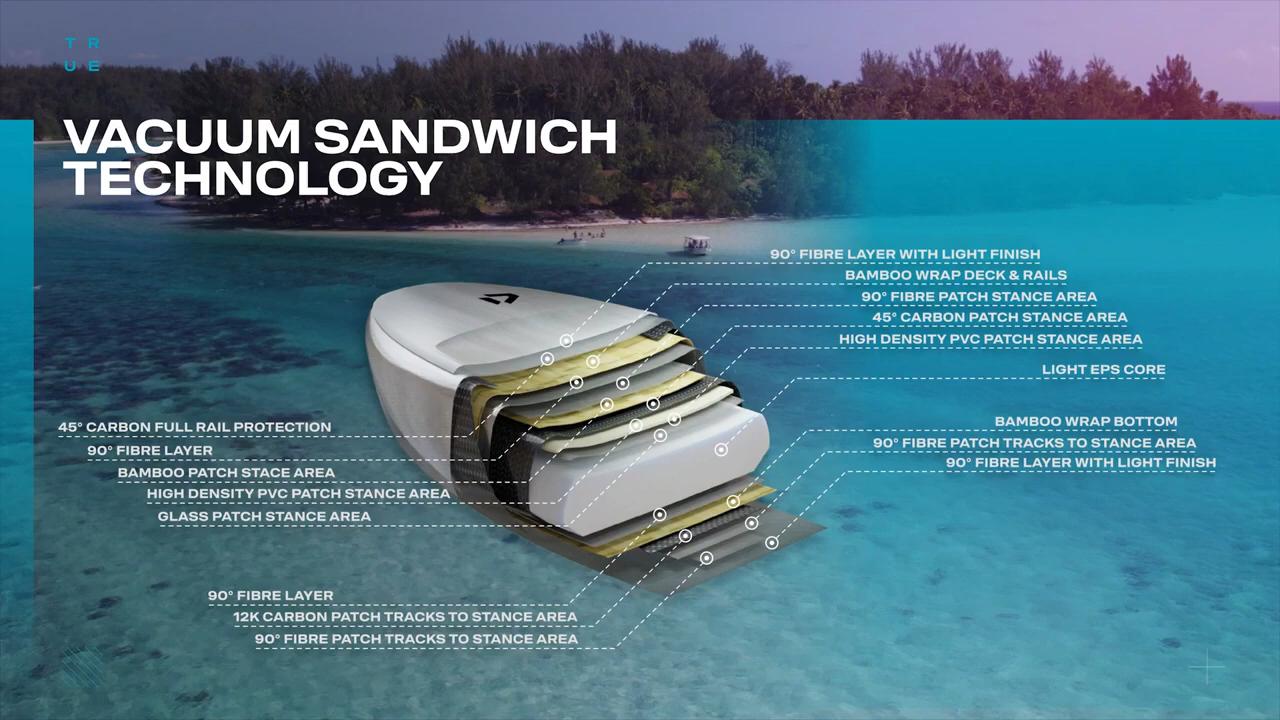 T R
U E
VACUUM SANDWICH
TECHNOLOGY
90° FIBRE LAYER WITH LIGHT FINISH
BAMBOO WRAP DECK & RAILS
90° FIBRE PATCH STANCE AREA
45° CARBON PATCH STANCE AREA
HIGH DENSITY PVC PATCH STANCE AREA
LIGHT EPS CORE
BAMBOO WRAP BOTTOM
90° FIBRE PATCH TRACKS TO STANCE AREA
90° FIBRE LAYER WITH LIGHT FINISH
45° CARBON FULL RAIL PROTECTION
90° FIBRE LAYER
BAMBOO PATCH STACE AREA
HIGH DENSITY PVC PATCH STANCE AREA
GLASS PATCH STANCE AREA
90° FIBRE LAYER
12K CARBON PATCH TRACKS TO STANCE AREA
90° FIBRE PATCH TRACKS TO STANCE AREA